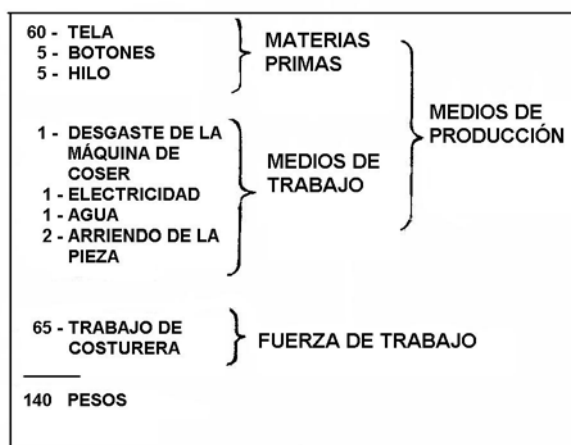 60 - TELA
5 - BOTONES
5 - HILO
MATERIAS
PRIMAS
1 - DESGASTE DE LA
MÁQUINA DE
COSER
1 - ELECTRICIDAD
1 - AGUA
2 - ARRIENDO DE LA
PIEZA
MEDIOS DE
TRABAJO
MEDIOS DE
PRODUCCIÓN
65 - TRABAJO DE
COSTURERA
FUERZA DE TRABAJO
140 PESOS